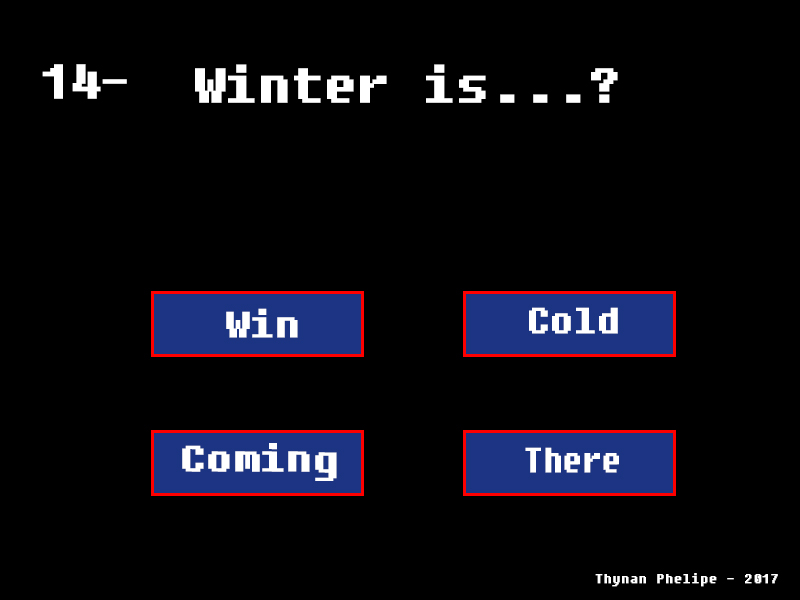 14- Winter is...?
Win
Cold
Coming
There
Thynan Phelipe - 2017